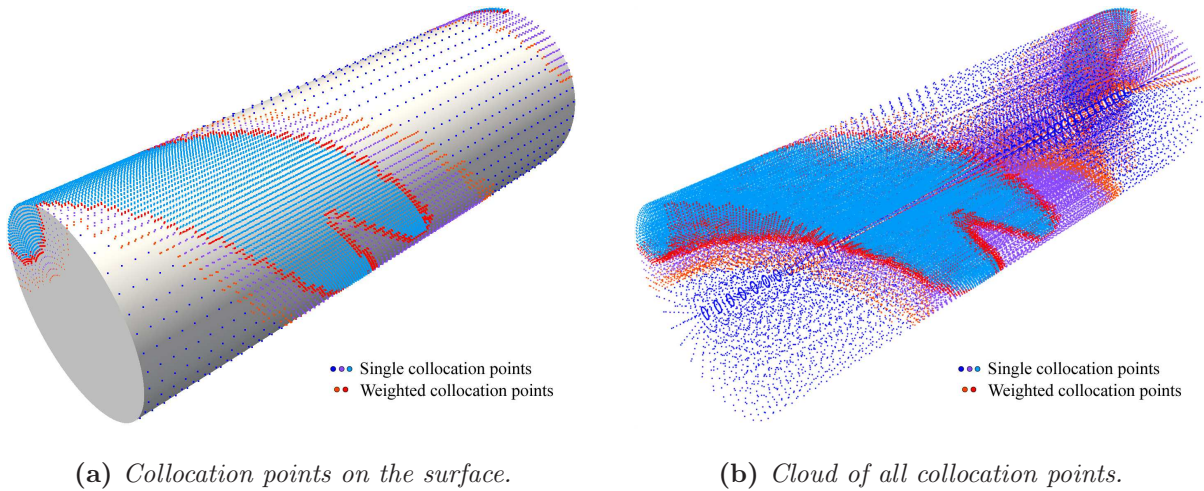 Single collocation points
Weighted collocation points
Single collocation points
Weighted collocation points
(a) Collocation points on the surface.
(b) Cloud of all collocation points.